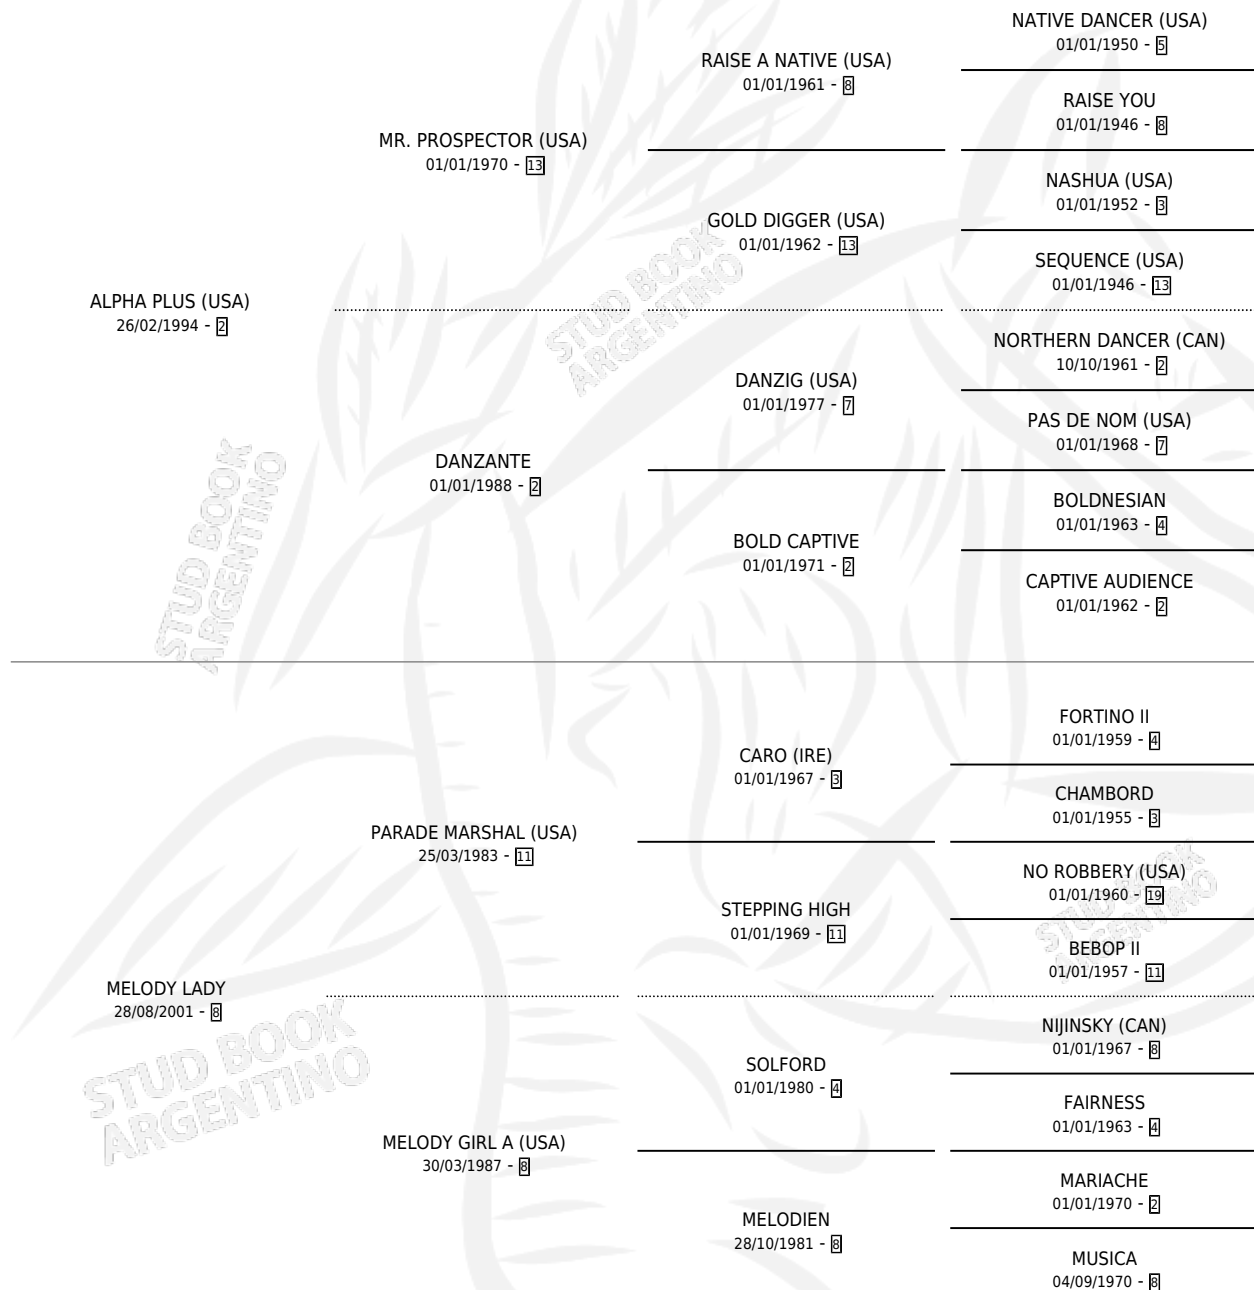 NATIVE DANCER (USA)
01/01/1950 - 5
RAISE A NATIVE (USA)
01/01/1961 - 8
RAISE YOU
01/01/1946 - 8
MR. PROSPECTOR (USA)
01/01/1970 - 13
NASHUA (USA)
01/01/1952 - 3
GOLD DIGGER (USA)
01/01/1962 - 13
SEQUENCE (USA)
01/01/1946 - 13
ALPHA PLUS (USA)
26/02/1994 - 2
STUD BOOK
ARGENTINO
NORTHERN DANCER (CAN)
10/10/1961 - 2
DANZIG (USA)
01/01/1977 - 7
PAS DE NOM (USA)
01/01/1968 - 7
DANZANTE
01/01/1988 - 2
BOLDNESIAN
01/01/1963 - 4
BOLD CAPTIVE
01/01/1971 - 2
CAPTIVE AUDIENCE
01/01/1962 - 2
STUD BOOK
ARGENTINO
FORTINO II
01/01/1959 - 4
CARO (IRE)
01/01/1967 - 3
CHAMBORD
01/01/1955 - 3
PARADE MARSHAL (USA)
25/03/1983 - 11
NO ROBBERY (USA)
01/01/1960 - 19
STEPPING HIGH
01/01/1969 - 11
STUD BOOK
ARGENTINO
BEBOP II
01/01/1957 - 11
MELODY LADY
28/08/2001 - 8
NIJINSKY (CAN)
01/01/1967 - 8
SOLFORD
01/01/1980 - 4
STUD BOOK
ARGENTINO
FAIRNESS
01/01/1963 - 4
MELODY GIRL A (USA)
30/03/1987 - 8
MARIACHE
01/01/1970 - 2
MELODIEN
28/10/1981 - 8
MUSICA
04/09/1970 - 8